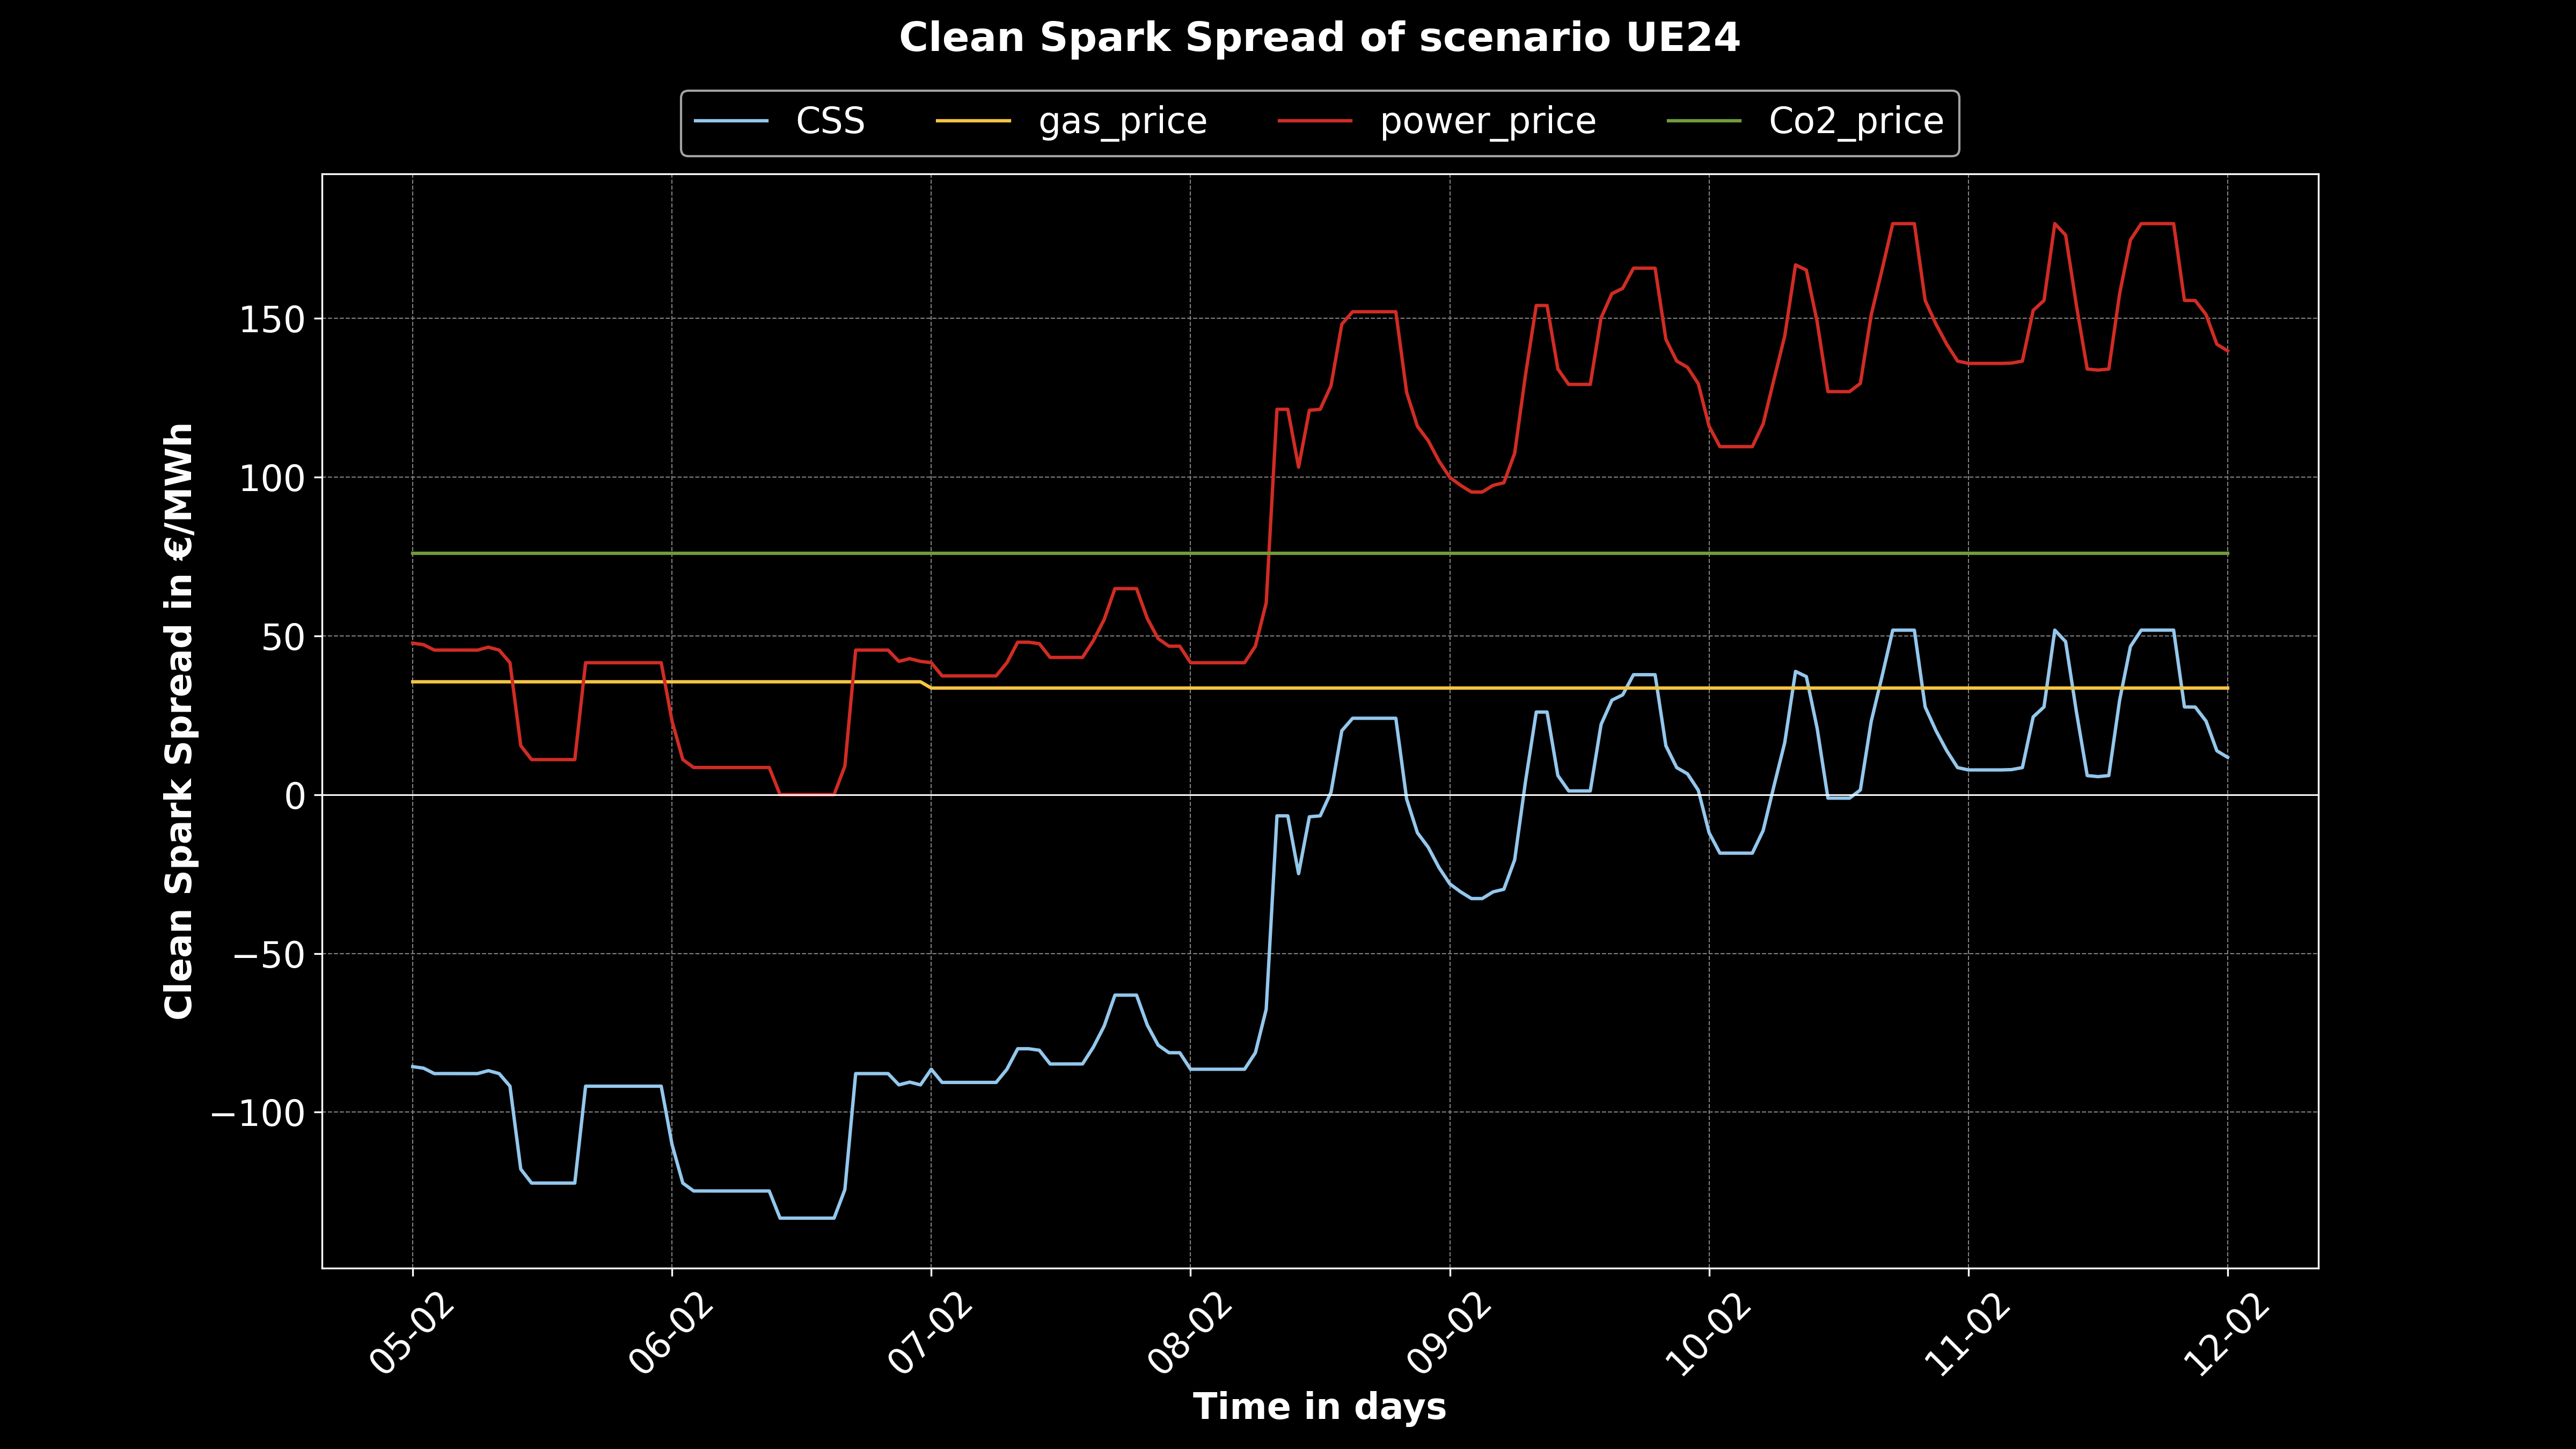 Clean Spark Spread of scenario UE24
CSS gas_price power_price Co2_price
Clean Spark Spread in €/MWh
150
100
50
0
−50
−100
05-02 06-02 07-02 08-02 09-02 10-02 11-02 12-02
Time in days